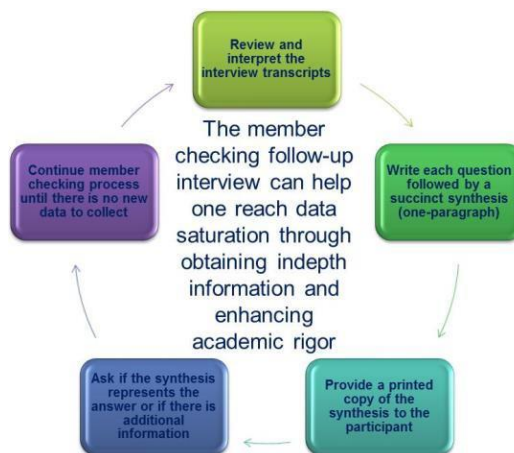 Review and
interpret the
interview transcripts
Write each question
followed by a
succinct synthesis
(one-paragraph)
Provide a printed
copy of the synthesis
to the
participant
Ask if the synthesis
represents the
answer or if there is
additional
information
Continue member
checking process
until there is no new
data to collect
The member
checking follow-up
interview can help
one reach data
saturation through
obtaining indepth
information and
enhancing
academic rigor